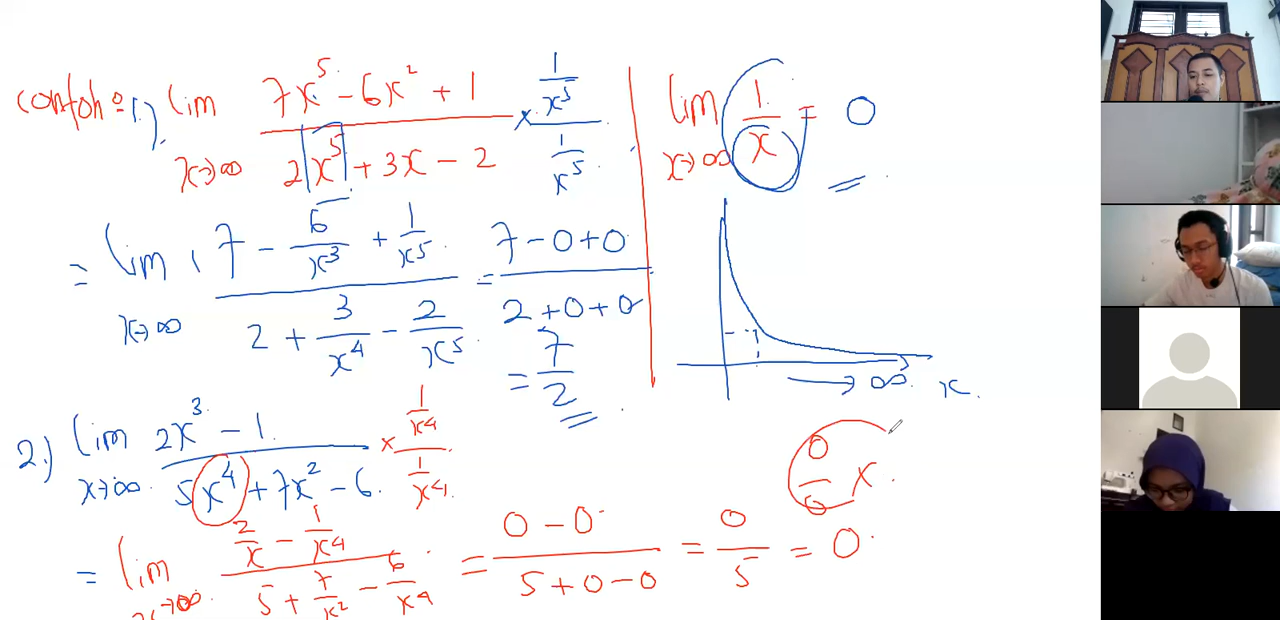 Contoh : 1.) lim x→∞ (7x⁵ - 6x² + 1) / (2x⁵ + 3x - 2) × (1/x⁵) / (1/x⁵)
= lim x→∞ (7 - 6/x³ + 1/x⁵) / (2 + 3/x⁴ - 2/x⁵) = (7 - 0 + 0) / (2 + 0 + 0)
= 7/2
2.) lim x→∞ (2x³ - 1) / (5x⁴ + 7x² - 6) × (1/x⁴) / (1/x⁴)
= lim x→∞ (2/x - 1/x⁴) / (5 + 7/x² - 6/x⁴) = (0 - 0) / (5 + 0 - 0) = 0/5 = 0
lim x→∞ 1/x = 0
→ ∞ x
0/0 x